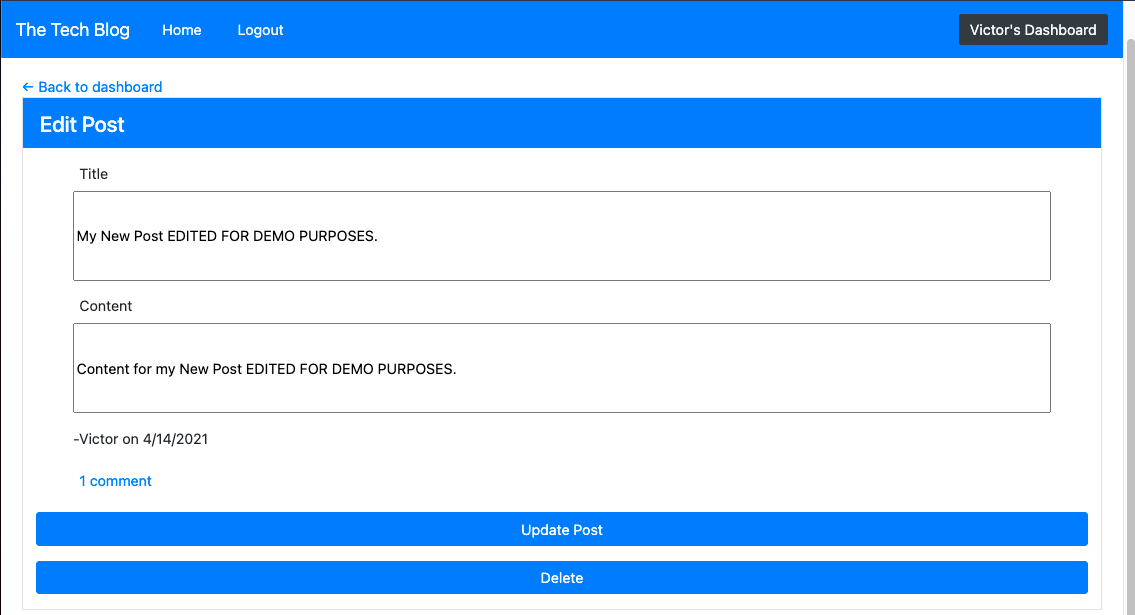 The Tech Blog Home Logout Victor's Dashboard
← Back to dashboard
Edit Post
Title
My New Post EDITED FOR DEMO PURPOSES.
Content
Content for my New Post EDITED FOR DEMO PURPOSES.
-Victor on 4/14/2021
1 comment
Update Post
Delete